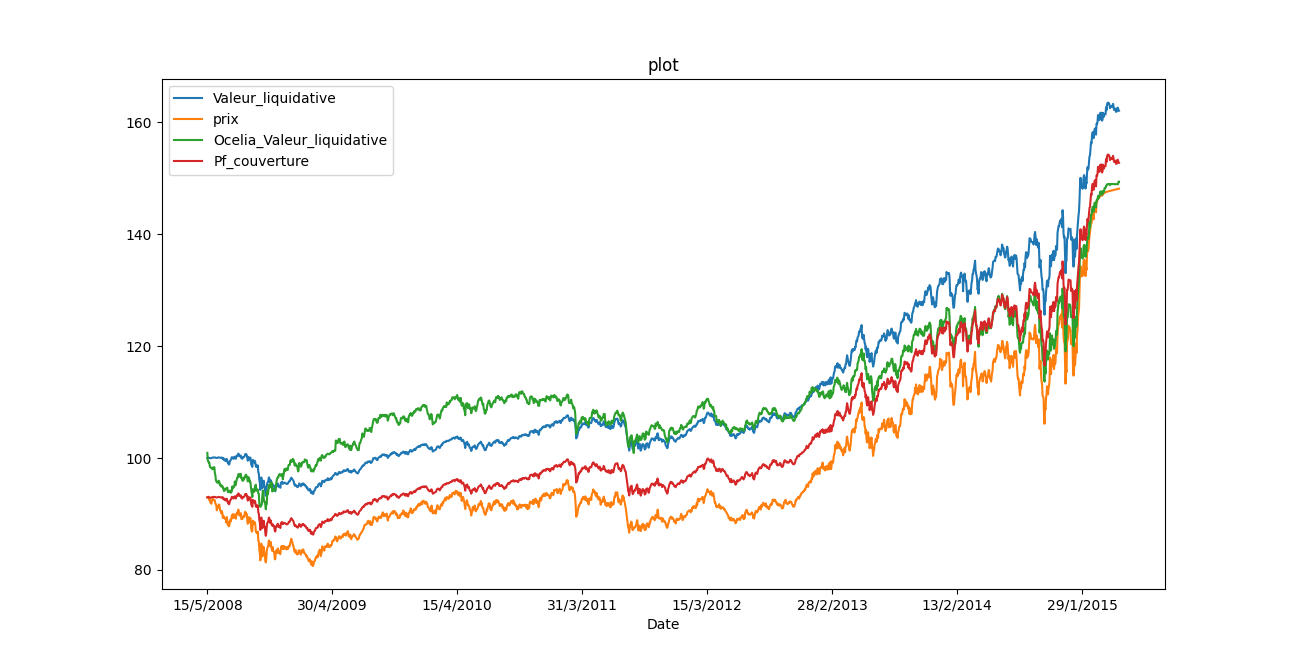 plot
Valeur_liquidative
prix
Ocelia_Valeur_liquidative
Pf_couverture
160
140
120
100
80
15/5/2008 30/4/2009 15/4/2010 31/3/2011 15/3/2012 28/2/2013 13/2/2014 29/1/2015
Date